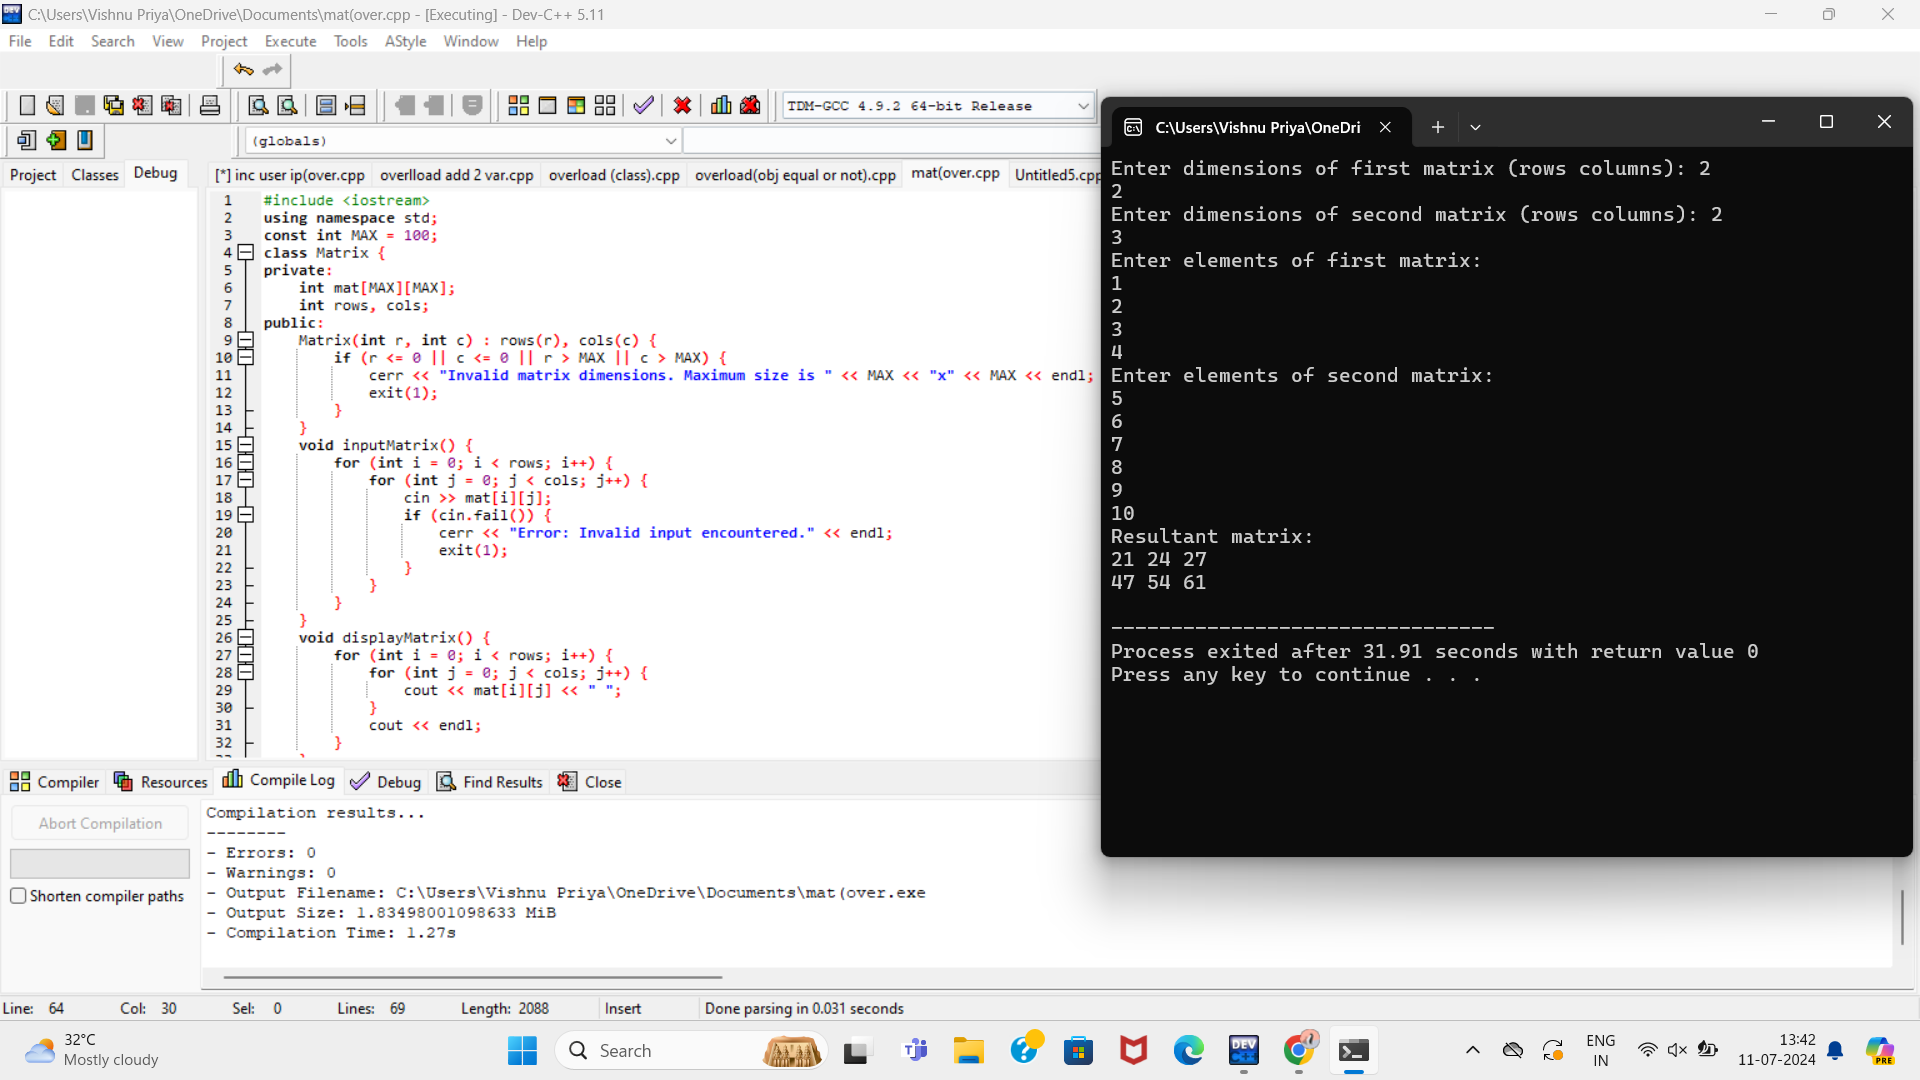 C:\Users\Vishnu Priya\OneDrive\Documents\mat(over.cpp - [Executing] - Dev-C++ 5.11
File Edit Search View Project Execute Tools AStyle Window Help
TDM-GCC 4.9.2 64-bit Release
(globals)
Project Classes Debug
[*] inc user ip(over.cpp overlload add 2 var.cpp overload (class).cpp overload(obj equal or not).cpp mat(over.cpp Untitled5.cpp
1 #include <iostream>
2 using namespace std;
3 const int MAX = 100;
4 class Matrix {
5 private:
6 int mat[MAX][MAX];
7 int rows, cols;
8 public:
9 Matrix(int r, int c) : rows(r), cols(c) {
10 if (r <= 0 || c <= 0 || r > MAX || c > MAX) {
11 cerr << "Invalid matrix dimensions. Maximum size is " << MAX << "x" << MAX << endl;
12 exit(1);
13 }
14 }
15 void inputMatrix() {
16 for (int i = 0; i < rows; i++) {
17 for (int j = 0; j < cols; j++) {
18 cin >> mat[i][j];
19 if (cin.fail()) {
20 cerr << "Error: Invalid input encountered." << endl;
21 exit(1);
22 }
23 }
24 }
25 }
26 void displayMatrix() {
27 for (int i = 0; i < rows; i++) {
28 for (int j = 0; j < cols; j++) {
29 cout << mat[i][j] << " ";
30 }
31 cout << endl;
32 }
C:\Users\Vishnu Priya\OneDri
Enter dimensions of first matrix (rows columns): 2
2
Enter dimensions of second matrix (rows columns): 2
3
Enter elements of first matrix:
1
2
3
4
Enter elements of second matrix:
5
6
7
8
9
10
Resultant matrix:
21 24 27
47 54 61
--------------------------------
Process exited after 31.91 seconds with return value 0
Press any key to continue . . .
Compiler Resources Compile Log Debug Find Results Close
Abort Compilation
Shorten compiler paths
Compilation results...
--------
- Errors: 0
- Warnings: 0
- Output Filename: C:\Users\Vishnu Priya\OneDrive\Documents\mat(over.exe
- Output Size: 1.83498001098633 MiB
- Compilation Time: 1.27s
Line: 64 Col: 30 Sel: 0 Lines: 69 Length: 2088 Insert Done parsing in 0.031 seconds
32°C
Mostly cloudy
Search
DEV
ENG
IN
13:42
11-07-2024
PRE